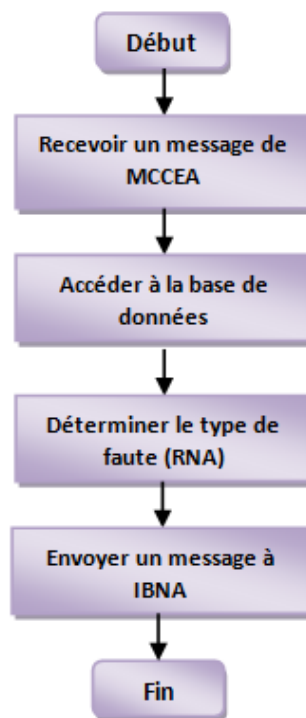 Début
Recevoir un message de
MCCEA
Accéder à la base de
données
Déterminer le type de
faute (RNA)
Envoyer un message à
IBNA
Fin